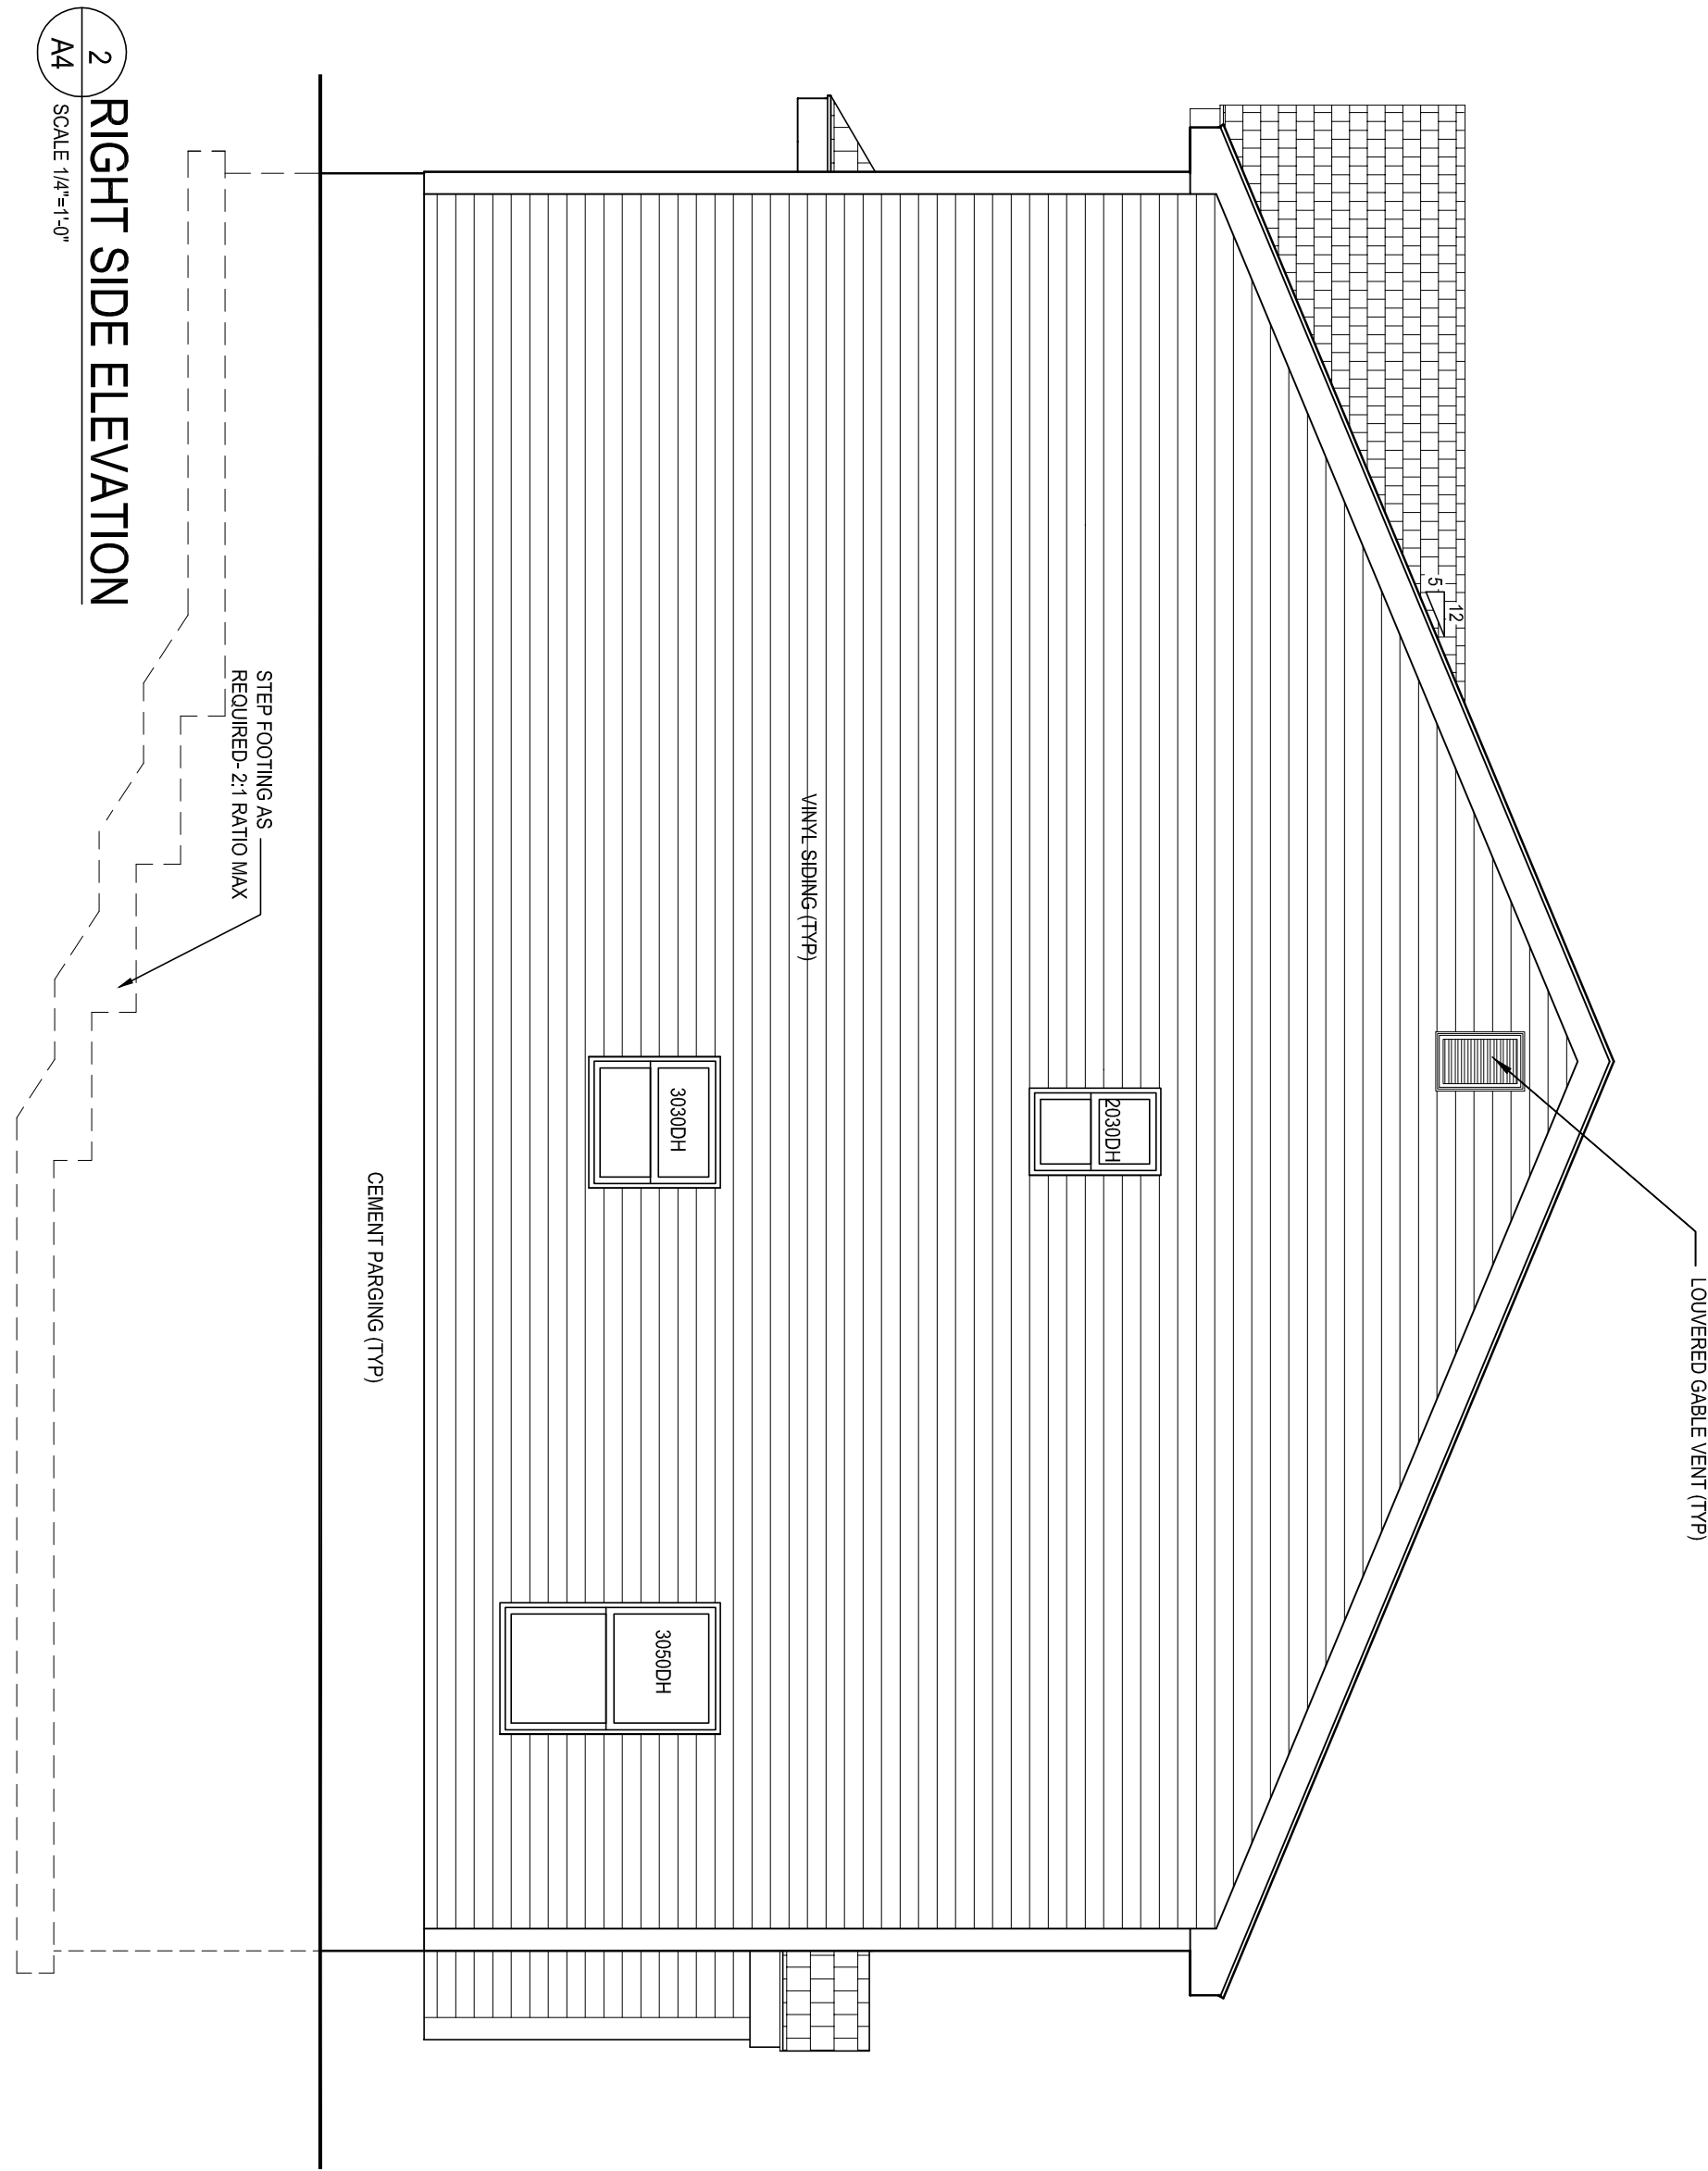 LOUVERED GABLE VENT (TYP)
12
5
2030DH
VINYL SIDING (TYP)
3030DH
3050DH
CEMENT PARGING (TYP)
STEP FOOTING AS
REQUIRED- 2:1 RATIO MAX
2
A4
RIGHT SIDE ELEVATION
SCALE 1/4"=1'-0"